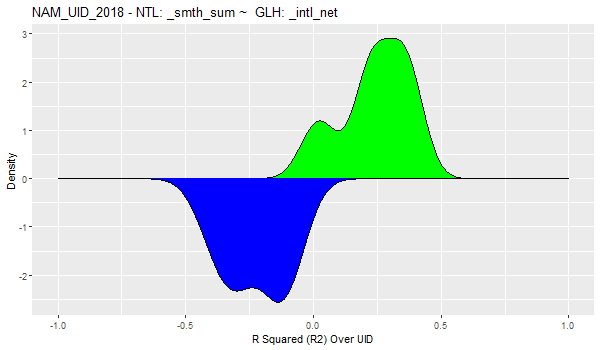 NAM_UID_2018 - NTL: _smth_sum ~  GLH: _intl_net
3
2
1
0
-1
-2
Density
-1.0 -0.5 0.0 0.5 1.0
R Squared (R2) Over UID